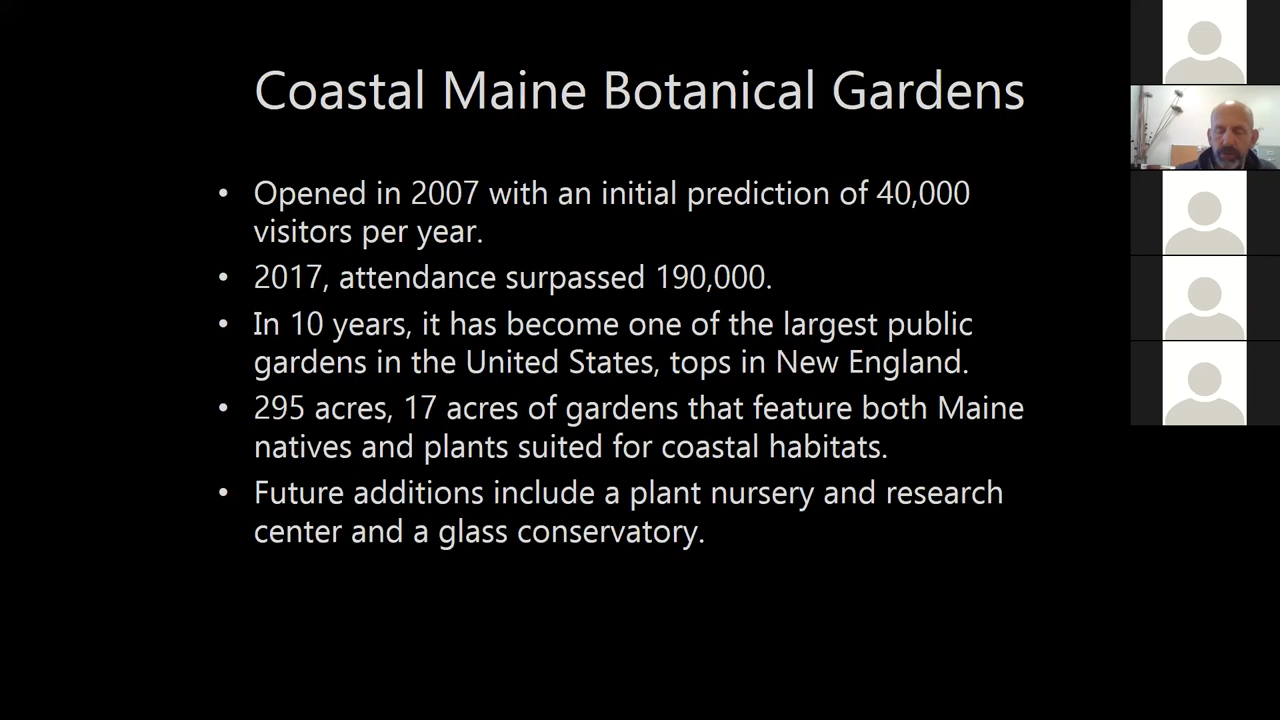 Coastal Maine Botanical Gardens
• Opened in 2007 with an initial prediction of 40,000
visitors per year.
• 2017, attendance surpassed 190,000.
• In 10 years, it has become one of the largest public
gardens in the United States, tops in New England.
• 295 acres, 17 acres of gardens that feature both Maine
natives and plants suited for coastal habitats.
• Future additions include a plant nursery and research
center and a glass conservatory.